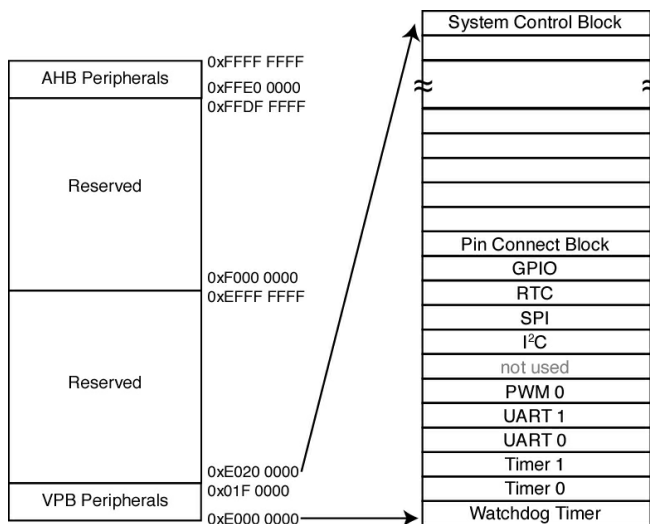 0xFFFF FFFF
AHB Peripherals
0xFFE0 0000
0xFFDF FFFF
Reserved
0xF000 0000
0xEFFF FFFF
Reserved
0xE020 0000
0x01F 0000
VPB Peripherals
0xE000 0000
System Control Block
Pin Connect Block
GPIO
RTC
SPI
I²C
not used
PWM 0
UART 1
UART 0
Timer 1
Timer 0
Watchdog Timer